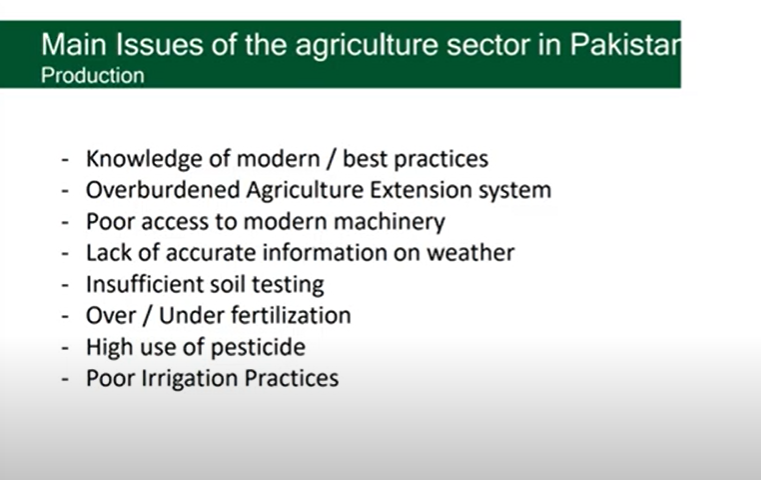 Main Issues of the agriculture sector in Pakistan
Production
- Knowledge of modern / best practices
- Overburdened Agriculture Extension system
- Poor access to modern machinery
- Lack of accurate information on weather
- Insufficient soil testing
- Over / Under fertilization
- High use of pesticide
- Poor Irrigation Practices